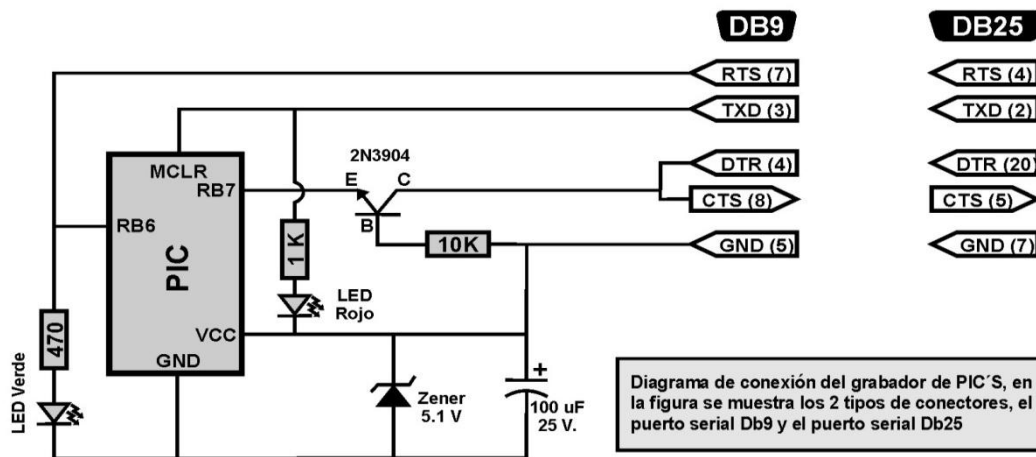 DB9
DB25
RTS (7)
RTS (4)
TXD (3)
TXD (2)
2N3904
MCLR
E
C
DTR (4)
DTR (20)
RB7
CTS (8)
CTS (5)
B
RB6
10K
GND (5)
GND (7)
PIC
1 K
LED
Rojo
VCC
470
GND
LED Verde
Zener
5.1 V
+
100 uF
25 V.
Diagrama de conexión del grabador de PIC´S, en
la figura se muestra los 2 tipos de conectores, el
puerto serial Db9 y el puerto serial Db25